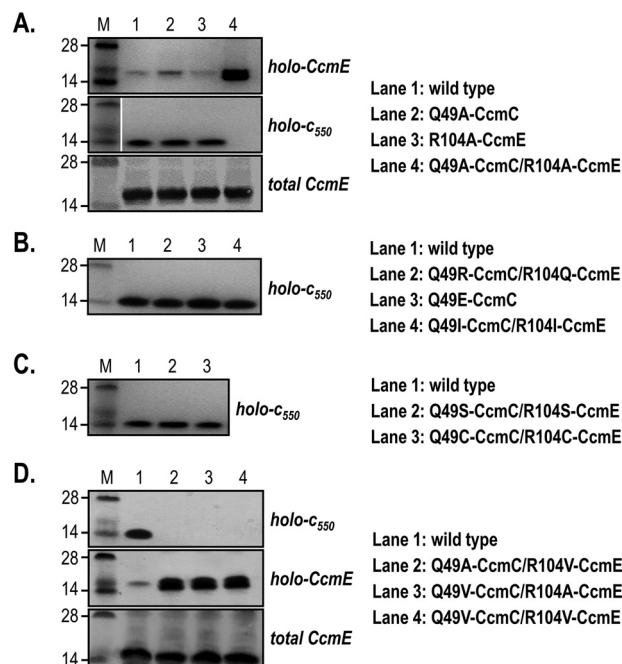 A.
M 1 2 3 4
28
14
holo-CcmE
28
14
holo-c550
28
14
total CcmE
Lane 1: wild type
Lane 2: Q49A-CcmC
Lane 3: R104A-CcmE
Lane 4: Q49A-CcmC/R104A-CcmE
B.
M 1 2 3 4
28
14
holo-c550
Lane 1: wild type
Lane 2: Q49R-CcmC/R104Q-CcmE
Lane 3: Q49E-CcmC
Lane 4: Q49I-CcmC/R104I-CcmE
C.
M 1 2 3
28
14
holo-c550
Lane 1: wild type
Lane 2: Q49S-CcmC/R104S-CcmE
Lane 3: Q49C-CcmC/R104C-CcmE
D.
M 1 2 3 4
28
14
holo-c550
28
14
holo-CcmE
28
14
total CcmE
Lane 1: wild type
Lane 2: Q49A-CcmC/R104V-CcmE
Lane 3: Q49V-CcmC/R104A-CcmE
Lane 4: Q49V-CcmC/R104V-CcmE